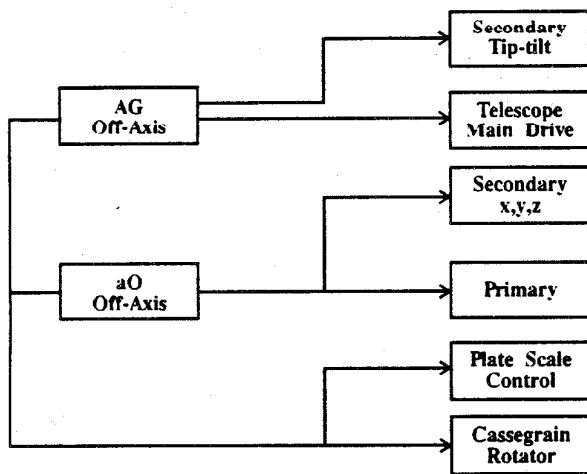 Secondary
Tip-tilt
AG
Off-Axis
Telescope
Main Drive
Secondary
x,y,z
aO
Off-Axis
Primary
Plate Scale
Control
Cassegrain
Rotator